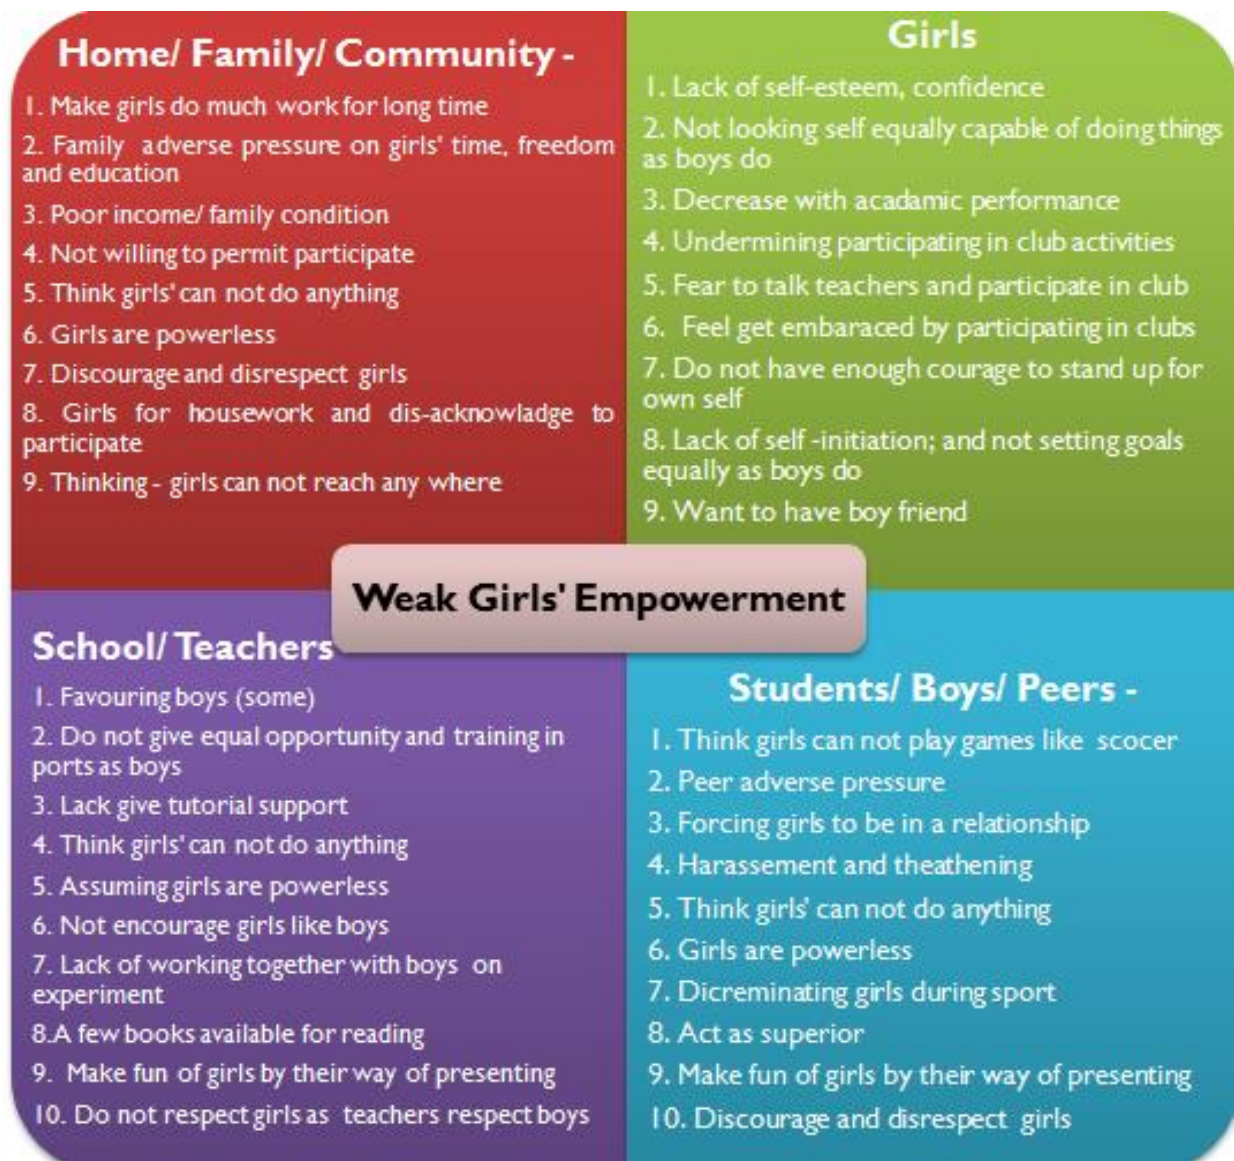 Home/ Family/ Community -
1. Make girls do much work for long time
2. Family adverse pressure on girls' time, freedom
and education
3. Poor income/ family condition
4. Not willing to permit participate
5. Think girls' can not do anything
6. Girls are powerless
7. Discourage and disrespect girls
8. Girls for housework and dis-acknowladge to
participate
9. Thinking - girls can not reach any where
Girls
1. Lack of self-esteem, confidence
2. Not looking self equally capable of doing things
as boys do
3. Decrease with acadamic performance
4. Undermining participating in club activities
5. Fear to talk teachers and participate in club
6. Feel get embaraced by participating in clubs
7. Do not have enough courage to stand up for
own self
8. Lack of self -initiation; and not setting goals
equally as boys do
9. Want to have boy friend
Weak Girls' Empowerment
School/ Teachers
1. Favouring boys (some)
2. Do not give equal opportunity and training in
ports as boys
3. Lack give tutorial support
4. Think girls' can not do anything
5. Assuming girls are powerless
6. Not encourage girls like boys
7. Lack of working together with boys on
experiment
8.A few books available for reading
9. Make fun of girls by their way of presenting
10. Do not respect girls as teachers respect boys
Students/ Boys/ Peers -
1. Think girls can not play games like scocer
2. Peer adverse pressure
3. Forcing girls to be in a relationship
4. Harassement and theathening
5. Think girls' can not do anything
6. Girls are powerless
7. Dicreminating girls during sport
8. Act as superior
9. Make fun of girls by their way of presenting
10. Discourage and disrespect girls